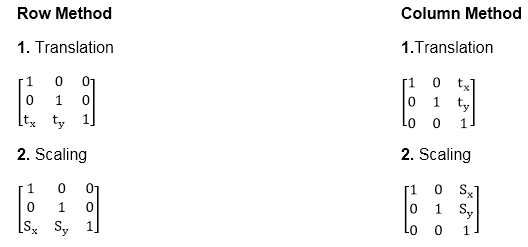 Row Method
1. Translation
1 0 0
0 1 0
tx ty 1
2. Scaling
1 0 0
0 1 0
Sx Sy 1
Column Method
1.Translation
1 0 tx
0 1 ty
0 0 1
2. Scaling
1 0 Sx
0 1 Sy
0 0 1